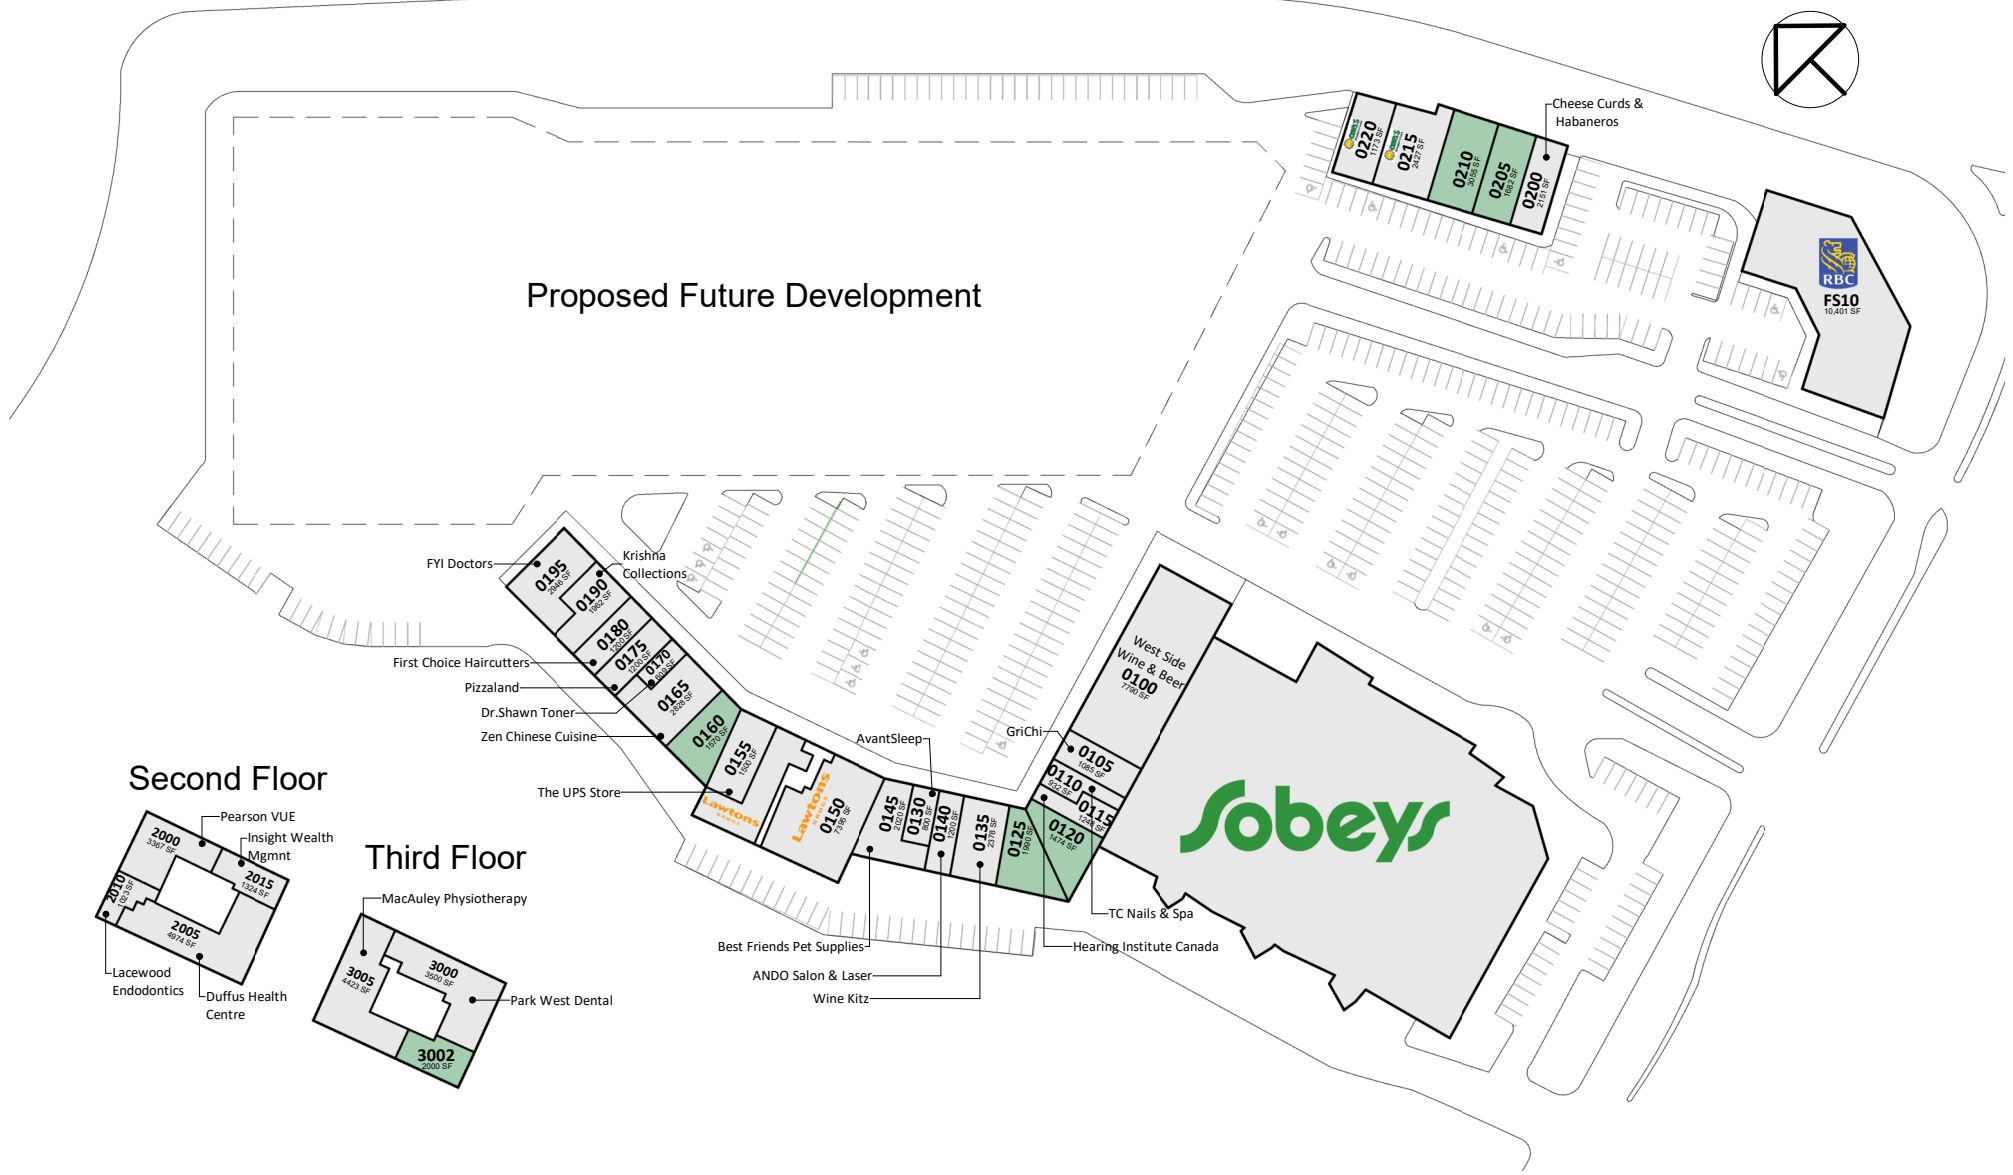 Cheese Curds &
Habaneros
0220
1173 SF
0215
2427 SF
0210
3055 SF
0205
1682 SF
0200
2151 SF
RBC
FS10
10,401 SF
Proposed Future Development
FYI Doctors
Krishna
Collections
0195
2946 SF
0190
1962 SF
0180
1200 SF
0175
1200 SF
0170
609 SF
0165
2828 SF
0160
1570 SF
0155
1500 SF
First Choice Haircutters
Pizzaland
Dr.Shawn Toner
Zen Chinese Cuisine
The UPS Store
Lawtons
DRUGS
Lawtons
DRUGS
0150
7395 SF
AvantSleep
0145
2020 SF
0130
800 SF
0140
1200 SF
0135
2378 SF
0125
1990 SF
0120
1474 SF
West Side
Wine & Beer
0100
7790 SF
GriChi
0105
1085 SF
0110
932 SF
0115
1248 SF
Sobeys
TC Nails & Spa
Hearing Institute Canada
Best Friends Pet Supplies
ANDO Salon & Laser
Wine Kitz
Second Floor
Pearson VUE
Insight Wealth
Mgmnt
2000
3367 SF
2015
1324 SF
2010
1023 SF
2005
4974 SF
Lacewood
Endodontics
Duffus Health
Centre
Third Floor
MacAuley Physiotherapy
3000
3500 SF
3005
4423 SF
Park West Dental
3002
2000 SF